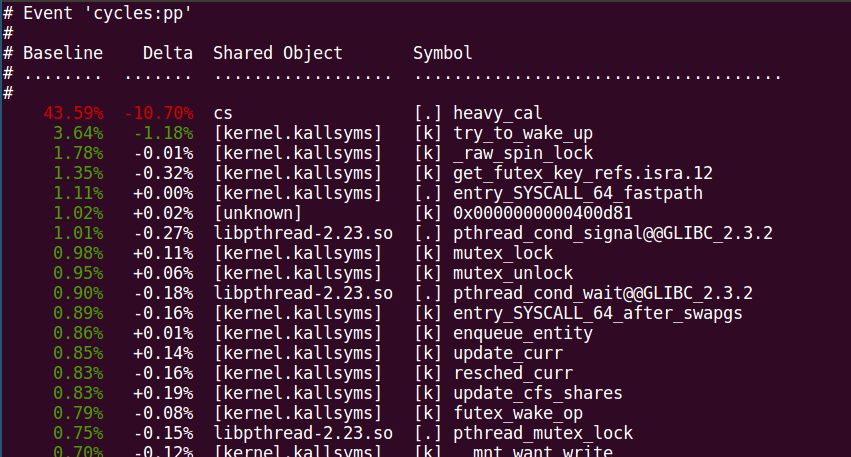 # Event 'cycles:pp'
#
# Baseline    Delta  Shared Object       Symbol
# ........  .......  ..................  .....................................
#
    43.59%  -10.70%  cs                  [.] heavy_cal
     3.64%   -1.18%  [kernel.kallsyms]   [k] try_to_wake_up
     1.78%   -0.01%  [kernel.kallsyms]   [k] _raw_spin_lock
     1.35%   -0.32%  [kernel.kallsyms]   [k] get_futex_key_refs.isra.12
     1.11%   +0.00%  [kernel.kallsyms]   [.] entry_SYSCALL_64_fastpath
     1.02%   +0.02%  [unknown]           [k] 0x0000000000400d81
     1.01%   -0.27%  libpthread-2.23.so  [.] pthread_cond_signal@@GLIBC_2.3.2
     0.98%   +0.11%  [kernel.kallsyms]   [k] mutex_lock
     0.95%   +0.06%  [kernel.kallsyms]   [k] mutex_unlock
     0.90%   -0.18%  libpthread-2.23.so  [.] pthread_cond_wait@@GLIBC_2.3.2
     0.89%   -0.16%  [kernel.kallsyms]   [k] entry_SYSCALL_64_after_swapgs
     0.86%   +0.01%  [kernel.kallsyms]   [k] enqueue_entity
     0.85%   +0.14%  [kernel.kallsyms]   [k] update_curr
     0.83%   -0.16%  [kernel.kallsyms]   [k] resched_curr
     0.83%   +0.19%  [kernel.kallsyms]   [k] update_cfs_shares
     0.79%   -0.08%  [kernel.kallsyms]   [k] futex_wake_op
     0.75%   -0.15%  libpthread-2.23.so  [.] pthread_mutex_lock
     0.70%   -0.12%  [kernel.kallsyms]   [k] __mnt_want_write